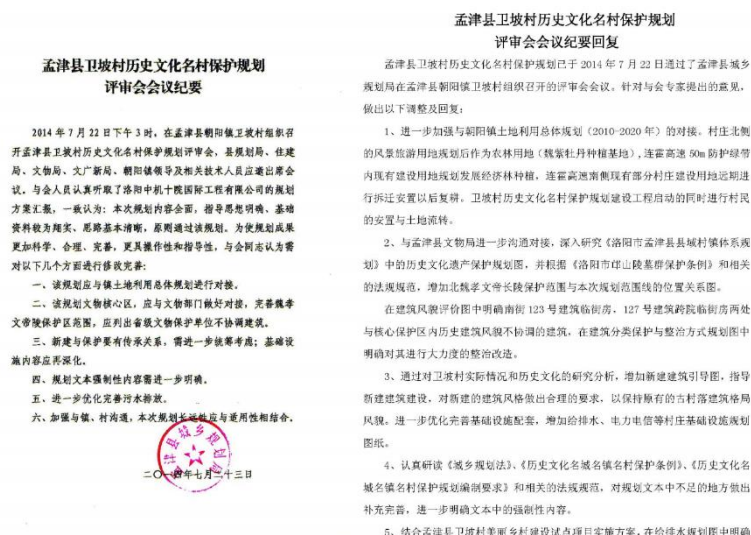 孟津县卫坡村历史文化名村保护规划
评审会会议纪要
2014年7月22日下午3时,在孟津县朝阳镇卫坡村组织召
开孟津县卫坡村历史文化名村保护规划评审会,县规划局、住建
局、文物局、文广新局、朝阳镇领导及相关技术人员应邀出席会
议。与会人员认真听取了洛阳中机十院国际工程有限公司的规划
方案汇报,一致认为:本次规划内容全面,指导思想明确、基础
资料较为翔实、思路基本清晰,原则通过该规划。为使规划成果
更加科学、合理、完善,更具操作性和指导性,与会同志认为需
对以下几个方面进行修改完善:
一、该规划应与镇土地利用总体规划进行对接。
二、该规划文物核心区,应与文物部门做好对接,完善魏孝
文帝陵保护区范围,应列出省级文物保护单位不协调建筑。
三、新建与保护要有传承关系,需进一步统筹考虑;基础设
施内容应再深化。
四、规划文本强制性内容需进一步明确。
五、进一步优化完善污水排放。
六、加强与镇、村沟通,本次规划长远性应与适用性相结合。
孟津县城乡规划局
二〇一四年七月二十三日
孟津县卫坡村历史文化名村保护规划
评审会会议纪要回复
孟津县卫坡村历史文化名村保护规划已于2014年7月22日通过了孟津县城乡
规划局在孟津县朝阳镇卫坡村组织召开的评审会会议。针对与会专家提出的意见,
做出以下调整及回复:
1、进一步加强与朝阳镇土地利用总体规划(2010-2020年)的对接。村庄北侧
的风景旅游用地规划后作为农林用地(魏紫牡丹种植基地),连霍高速50m防护绿带
内现有建设用地规划发展经济林种植,连霍高速南侧现有部分村庄建设用地远期进
行拆迁安置以后复耕。卫坡村历史文化名村保护规划建设工程启动的同时进行村民
的安置与土地流转。
2、与孟津县文物局进一步沟通对接,深入研究《洛阳市孟津县县域村镇体系规
划》中的历史文化遗产保护规划图,并根据《洛阳市邙山陵墓群保护条例》和相关
的法规规范,增加北魏孝文帝长陵保护范围与本次规划范围线的位置关系图。
在建筑风貌评价图中明确南街123号建筑临街房,127号建筑跨院临街房两处
与核心保护区内历史建筑风貌不协调的建筑,在建筑分类保护与整治方式规划图中
明确对其进行大力度的整治改造。
3、通过对卫坡村实际情况和历史文化的研究分析,增加新建建筑引导图,指导
新建建筑建设,对新建的建筑风格做出合理的要求,以保持原有的古村落建筑格局
风貌。进一步优化完善基础设施配套,增加给排水、电力电信等村庄基础设施规划
图纸。
4、认真研读《城乡规划法》、《历史文化名城名镇名村保护条例》、《历史文化名
城名镇名村保护规划编制要求》和相关的法规规范,对规划文本中不足的地方做出
补充完善,进一步明确文本中的强制性内容。
5、结合孟津县卫坡村美丽乡村建设试点项目实施方案,在给排水规划图中明确